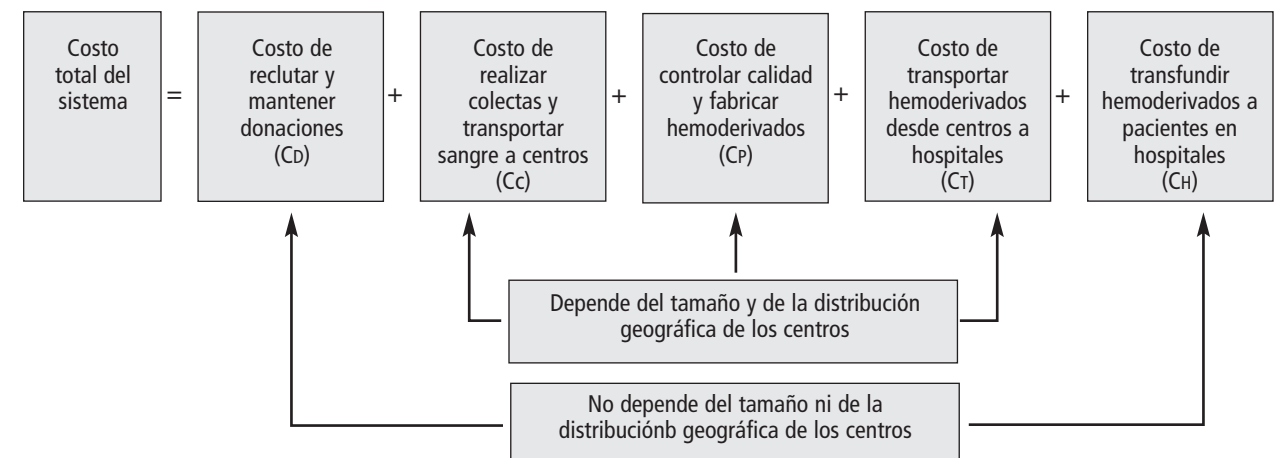 Costo
total del
sistema
=
Costo de
reclutar y
mantener
donaciones
(CD)
+
Costo de
realizar
colectas y
transportar
sangre a centros
(Cc)
+
Costo de
controlar calidad
y fabricar
hemoderivados
(CP)
+
Costo de
transportar
hemoderivados
desde centros a
hospitales
(CT)
+
Costo de
transfundir
hemoderivados a
pacientes en
hospitales
(CH)
Depende del tamaño y de la distribución
geográfica de los centros
No depende del tamaño ni de la
distribuciónb geográfica de los centros